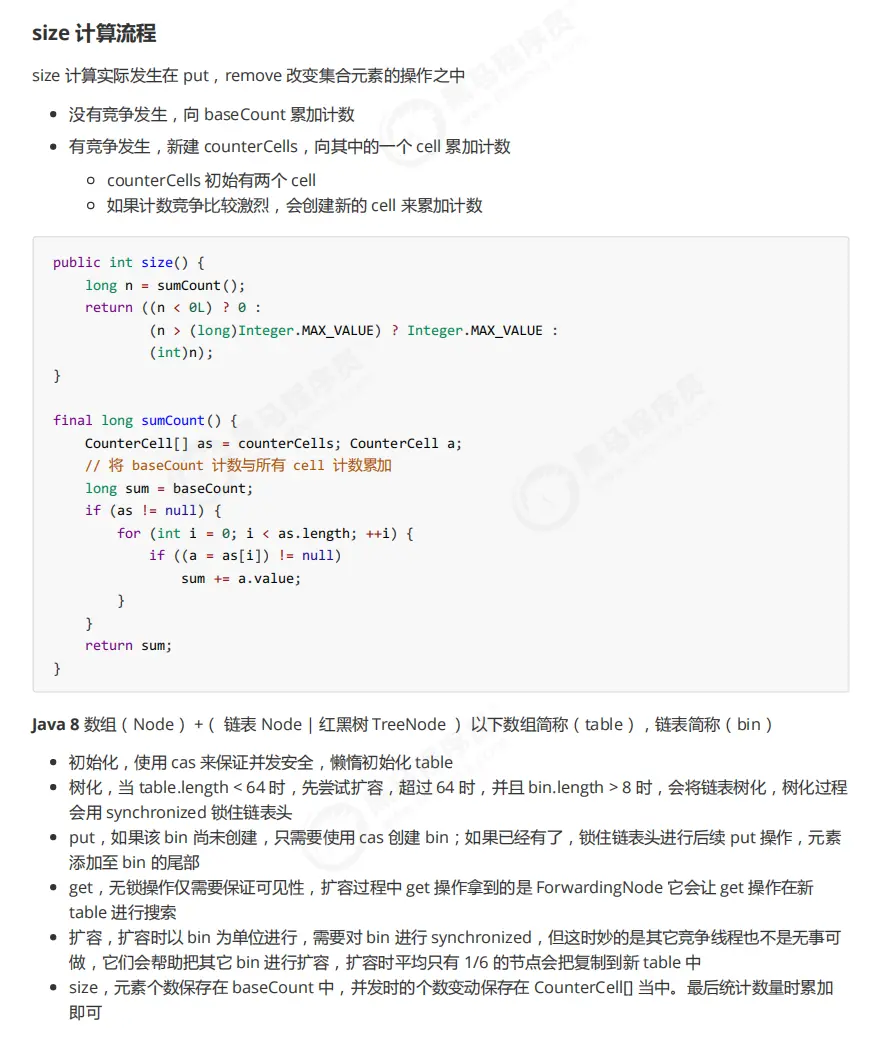 size 计算流程
size 计算实际发生在 put，remove 改变集合元素的操作之中
没有竞争发生，向 baseCount 累加计数
有竞争发生，新建 counterCells，向其中的一个 cell 累加计数
counterCells 初始有两个 cell
如果计数竞争比较激烈，会创建新的 cell 来累加计数
public int size() {
    long n = sumCount();
    return ((n < 0L) ? 0 :
            (n > (long)Integer.MAX_VALUE) ? Integer.MAX_VALUE :
            (int)n);
}
final long sumCount() {
    CounterCell[] as = counterCells; CounterCell a;
    // 将 baseCount 计数与所有 cell 计数累加
    long sum = baseCount;
    if (as != null) {
        for (int i = 0; i < as.length; ++i) {
            if ((a = as[i]) != null)
                sum += a.value;
        }
    }
    return sum;
}
Java 8 数组（Node） +（ 链表 Node | 红黑树 TreeNode ） 以下数组简称（table），链表简称（bin）
初始化，使用 cas 来保证并发安全，懒惰初始化 table
树化，当 table.length < 64 时，先尝试扩容，超过 64 时，并且 bin.length > 8 时，会将链表树化，树化过程
会用 synchronized 锁住链表头
put，如果该 bin 尚未创建，只需要使用 cas 创建 bin；如果已经有了，锁住链表头进行后续 put 操作，元素
添加至 bin 的尾部
get，无锁操作仅需要保证可见性，扩容过程中 get 操作拿到的是 ForwardingNode 它会让 get 操作在新
table 进行搜索
扩容，扩容时以 bin 为单位进行，需要对 bin 进行 synchronized，但这时妙的是其它竞争线程也不是无事可
做，它们会帮助把其它 bin 进行扩容，扩容时平均只有 1/6 的节点会把复制到新 table 中
size，元素个数保存在 baseCount 中，并发时的个数变动保存在 CounterCell[] 当中。最后统计数量时累加
即可